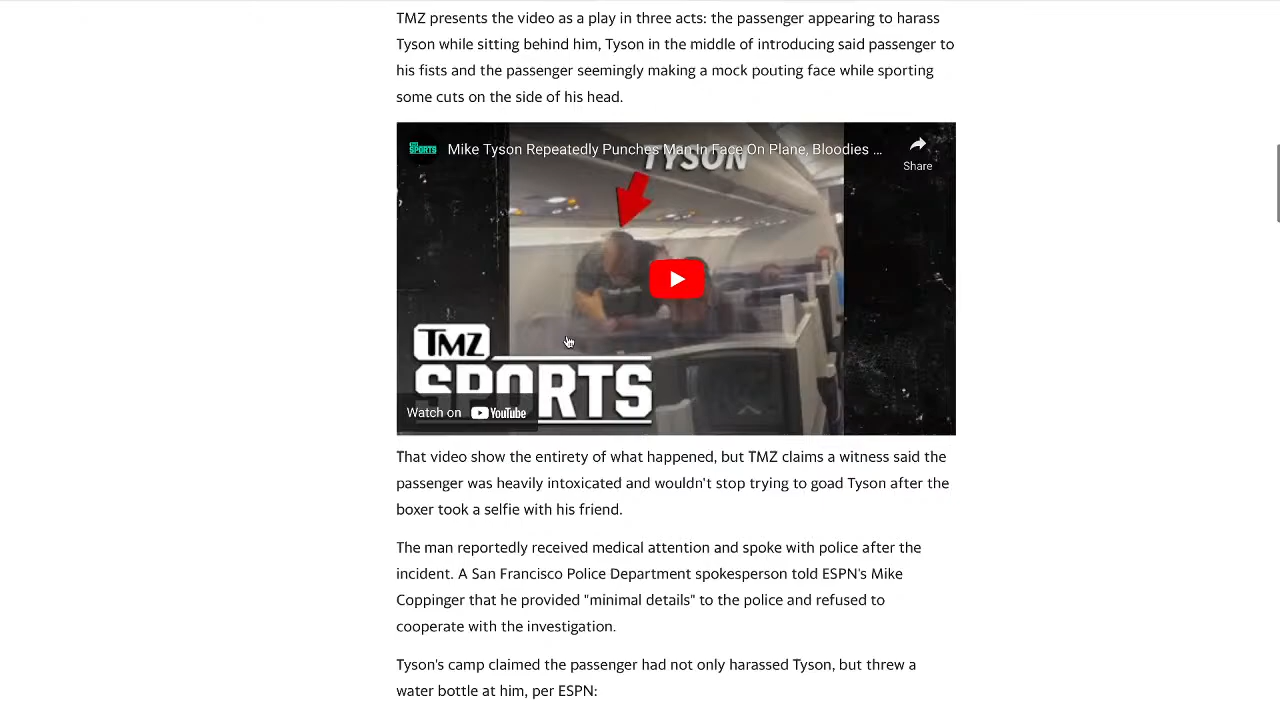 TMZ presents the video as a play in three acts: the passenger appearing to harass
Tyson while sitting behind him, Tyson in the middle of introducing said passenger to
his fists and the passenger seemingly making a mock pouting face while sporting
some cuts on the side of his head.
SPORTS
Mike Tyson Repeatedly Punches Man In Face On Plane, Bloodies ...
TYSON
Share
TMZ
SPORTS
Watch on YouTube
That video show the entirety of what happened, but TMZ claims a witness said the
passenger was heavily intoxicated and wouldn't stop trying to goad Tyson after the
boxer took a selfie with his friend.
The man reportedly received medical attention and spoke with police after the
incident. A San Francisco Police Department spokesperson told ESPN's Mike
Coppinger that he provided "minimal details" to the police and refused to
cooperate with the investigation.
Tyson's camp claimed the passenger had not only harassed Tyson, but threw a
water bottle at him, per ESPN: